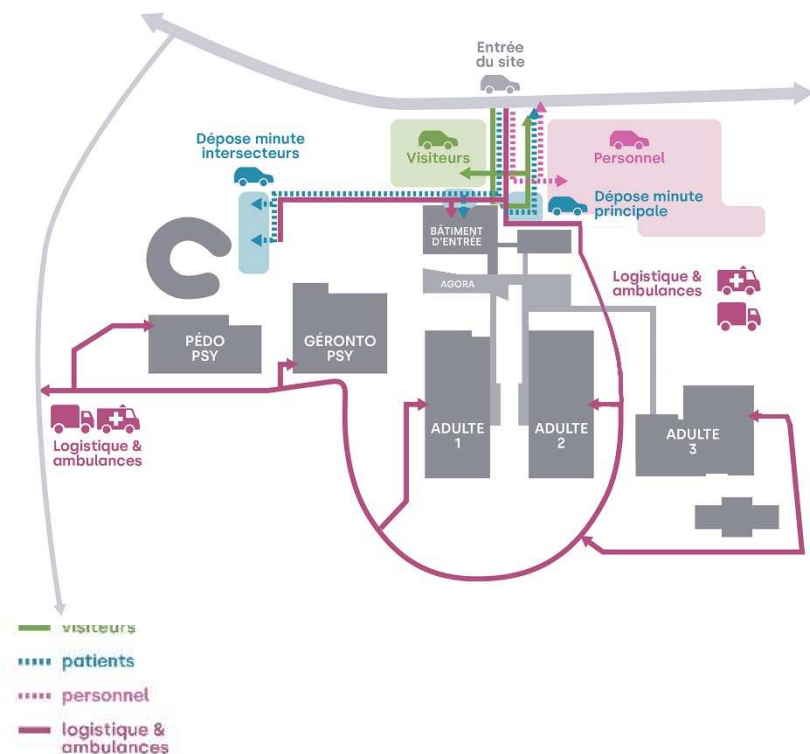 Entrée
du site
Dépose minute
intersecteurs
Visiteurs
Personnel
Dépose minute
principale
BÂTIMENT
D'ENTRÉE
AGORA
Logistique &
ambulances
PÉDO
PSY
GÉRONTO
PSY
ADULTE
1
ADULTE
2
ADULTE
3
Logistique &
ambulances
visiteurs
patients
personnel
logistique &
ambulances